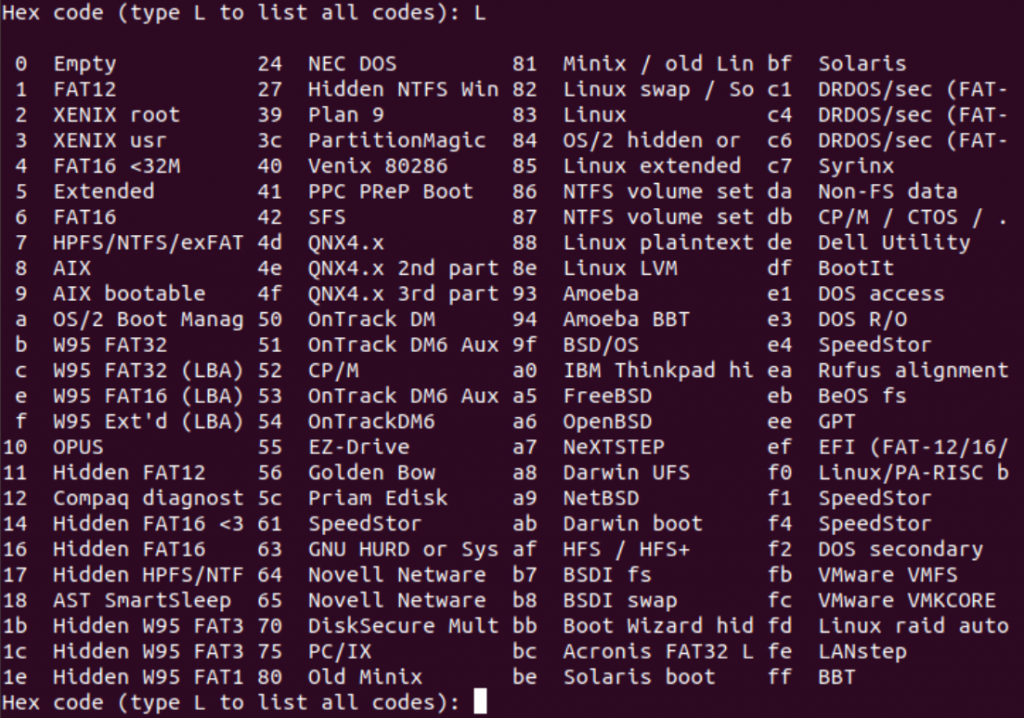 Hex code (type L to list all codes): L
0 Empty 24 NEC DOS 81 Minix / old Lin bf Solaris
1 FAT12 27 Hidden NTFS Win 82 Linux swap / So c1 DRDOS/sec (FAT-
2 XENIX root 39 Plan 9 83 Linux c4 DRDOS/sec (FAT-
3 XENIX usr 3c PartitionMagic 84 OS/2 hidden or c6 DRDOS/sec (FAT-
4 FAT16 <32M 40 Venix 80286 85 Linux extended c7 Syrinx
5 Extended 41 PPC PReP Boot 86 NTFS volume set da Non-FS data
6 FAT16 42 SFS 87 NTFS volume set db CP/M / CTOS / .
7 HPFS/NTFS/exFAT 4d QNX4.x 88 Linux plaintext de Dell Utility
8 AIX 4e QNX4.x 2nd part 8e Linux LVM df BootIt
9 AIX bootable 4f QNX4.x 3rd part 93 Amoeba e1 DOS access
a OS/2 Boot Manag 50 OnTrack DM 94 Amoeba BBT e3 DOS R/O
b W95 FAT32 51 OnTrack DM6 Aux 9f BSD/OS e4 SpeedStor
c W95 FAT32 (LBA) 52 CP/M a0 IBM Thinkpad hi ea Rufus alignment
e W95 FAT16 (LBA) 53 OnTrack DM6 Aux a5 FreeBSD eb BeOS fs
f W95 Ext'd (LBA) 54 OnTrackDM6 a6 OpenBSD ee GPT
10 OPUS 55 EZ-Drive a7 NeXTSTEP ef EFI (FAT-12/16/
11 Hidden FAT12 56 Golden Bow a8 Darwin UFS f0 Linux/PA-RISC b
12 Compaq diagnost 5c Priam Edisk a9 NetBSD f1 SpeedStor
14 Hidden FAT16 <3 61 SpeedStor ab Darwin boot f4 SpeedStor
16 Hidden FAT16 63 GNU HURD or Sys af HFS / HFS+ f2 DOS secondary
17 Hidden HPFS/NTF 64 Novell Netware b7 BSDI fs fb VMware VMFS
18 AST SmartSleep 65 Novell Netware b8 BSDI swap fc VMware VMKCORE
1b Hidden W95 FAT3 70 DiskSecure Mult bb Boot Wizard hid fd Linux raid auto
1c Hidden W95 FAT3 75 PC/IX bc Acronis FAT32 L fe LANstep
1e Hidden W95 FAT1 80 Old Minix be Solaris boot ff BBT
Hex code (type L to list all codes):